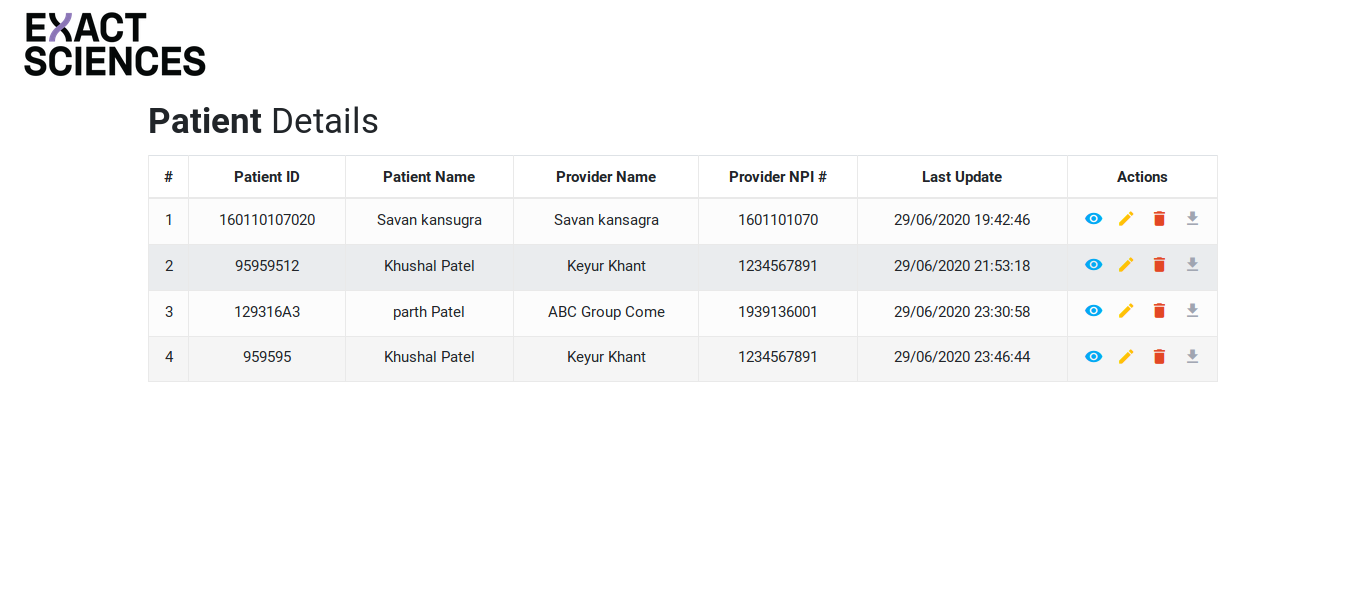 EXACT
SCIENCES
Patient Details
# Patient ID Patient Name Provider Name Provider NPI # Last Update Actions
1 160110107020 Savan kansugra Savan kansagra 1601101070 29/06/2020 19:42:46
2 95959512 Khushal Patel Keyur Khant 1234567891 29/06/2020 21:53:18
3 129316A3 parth Patel ABC Group Come 1939136001 29/06/2020 23:30:58
4 959595 Khushal Patel Keyur Khant 1234567891 29/06/2020 23:46:44